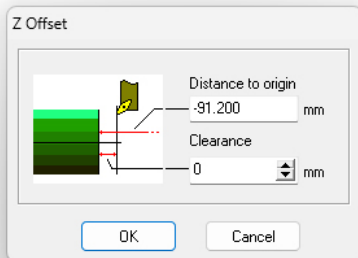 Z Offset
Distance to origin
-91.200 mm
Clearance
0 mm
OK Cancel